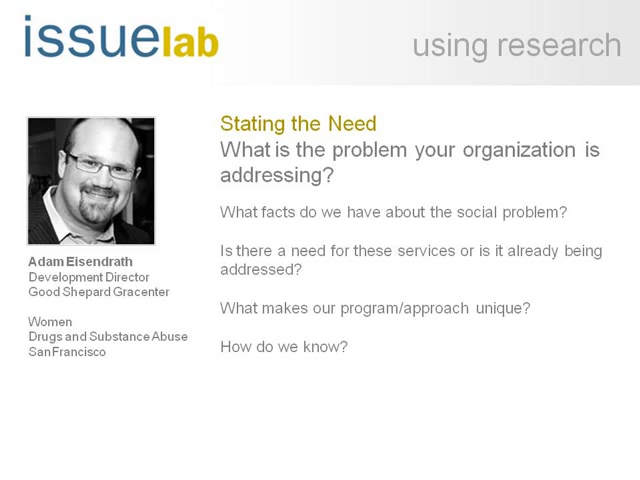 issuelab
using research
Stating the Need
What is the problem your organization is
addressing?
What facts do we have about the social problem?
Is there a need for these services or is it already being
addressed?
What makes our program/approach unique?
How do we know?
Adam Eisendrath
Development Director
Good Shepard Gracenter
Women
Drugs and Substance Abuse
San Francisco